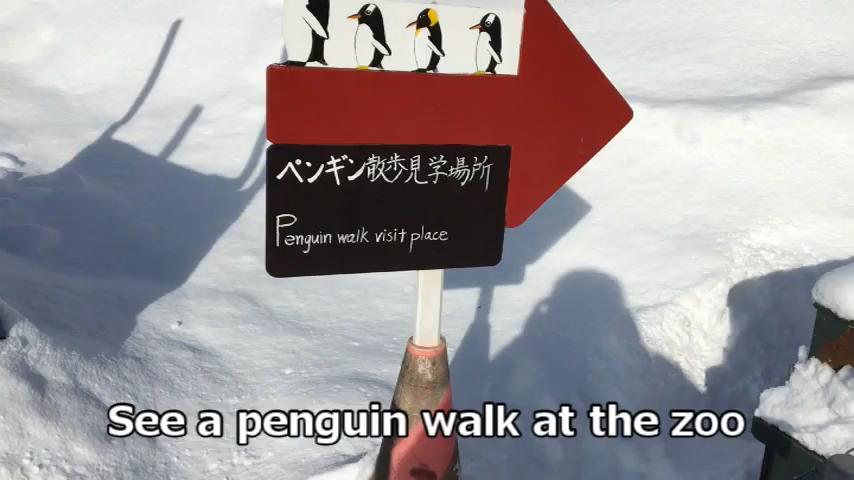 ペンギン散歩見学場所
Penguin walk visit place
See a penguin walk at the zoo